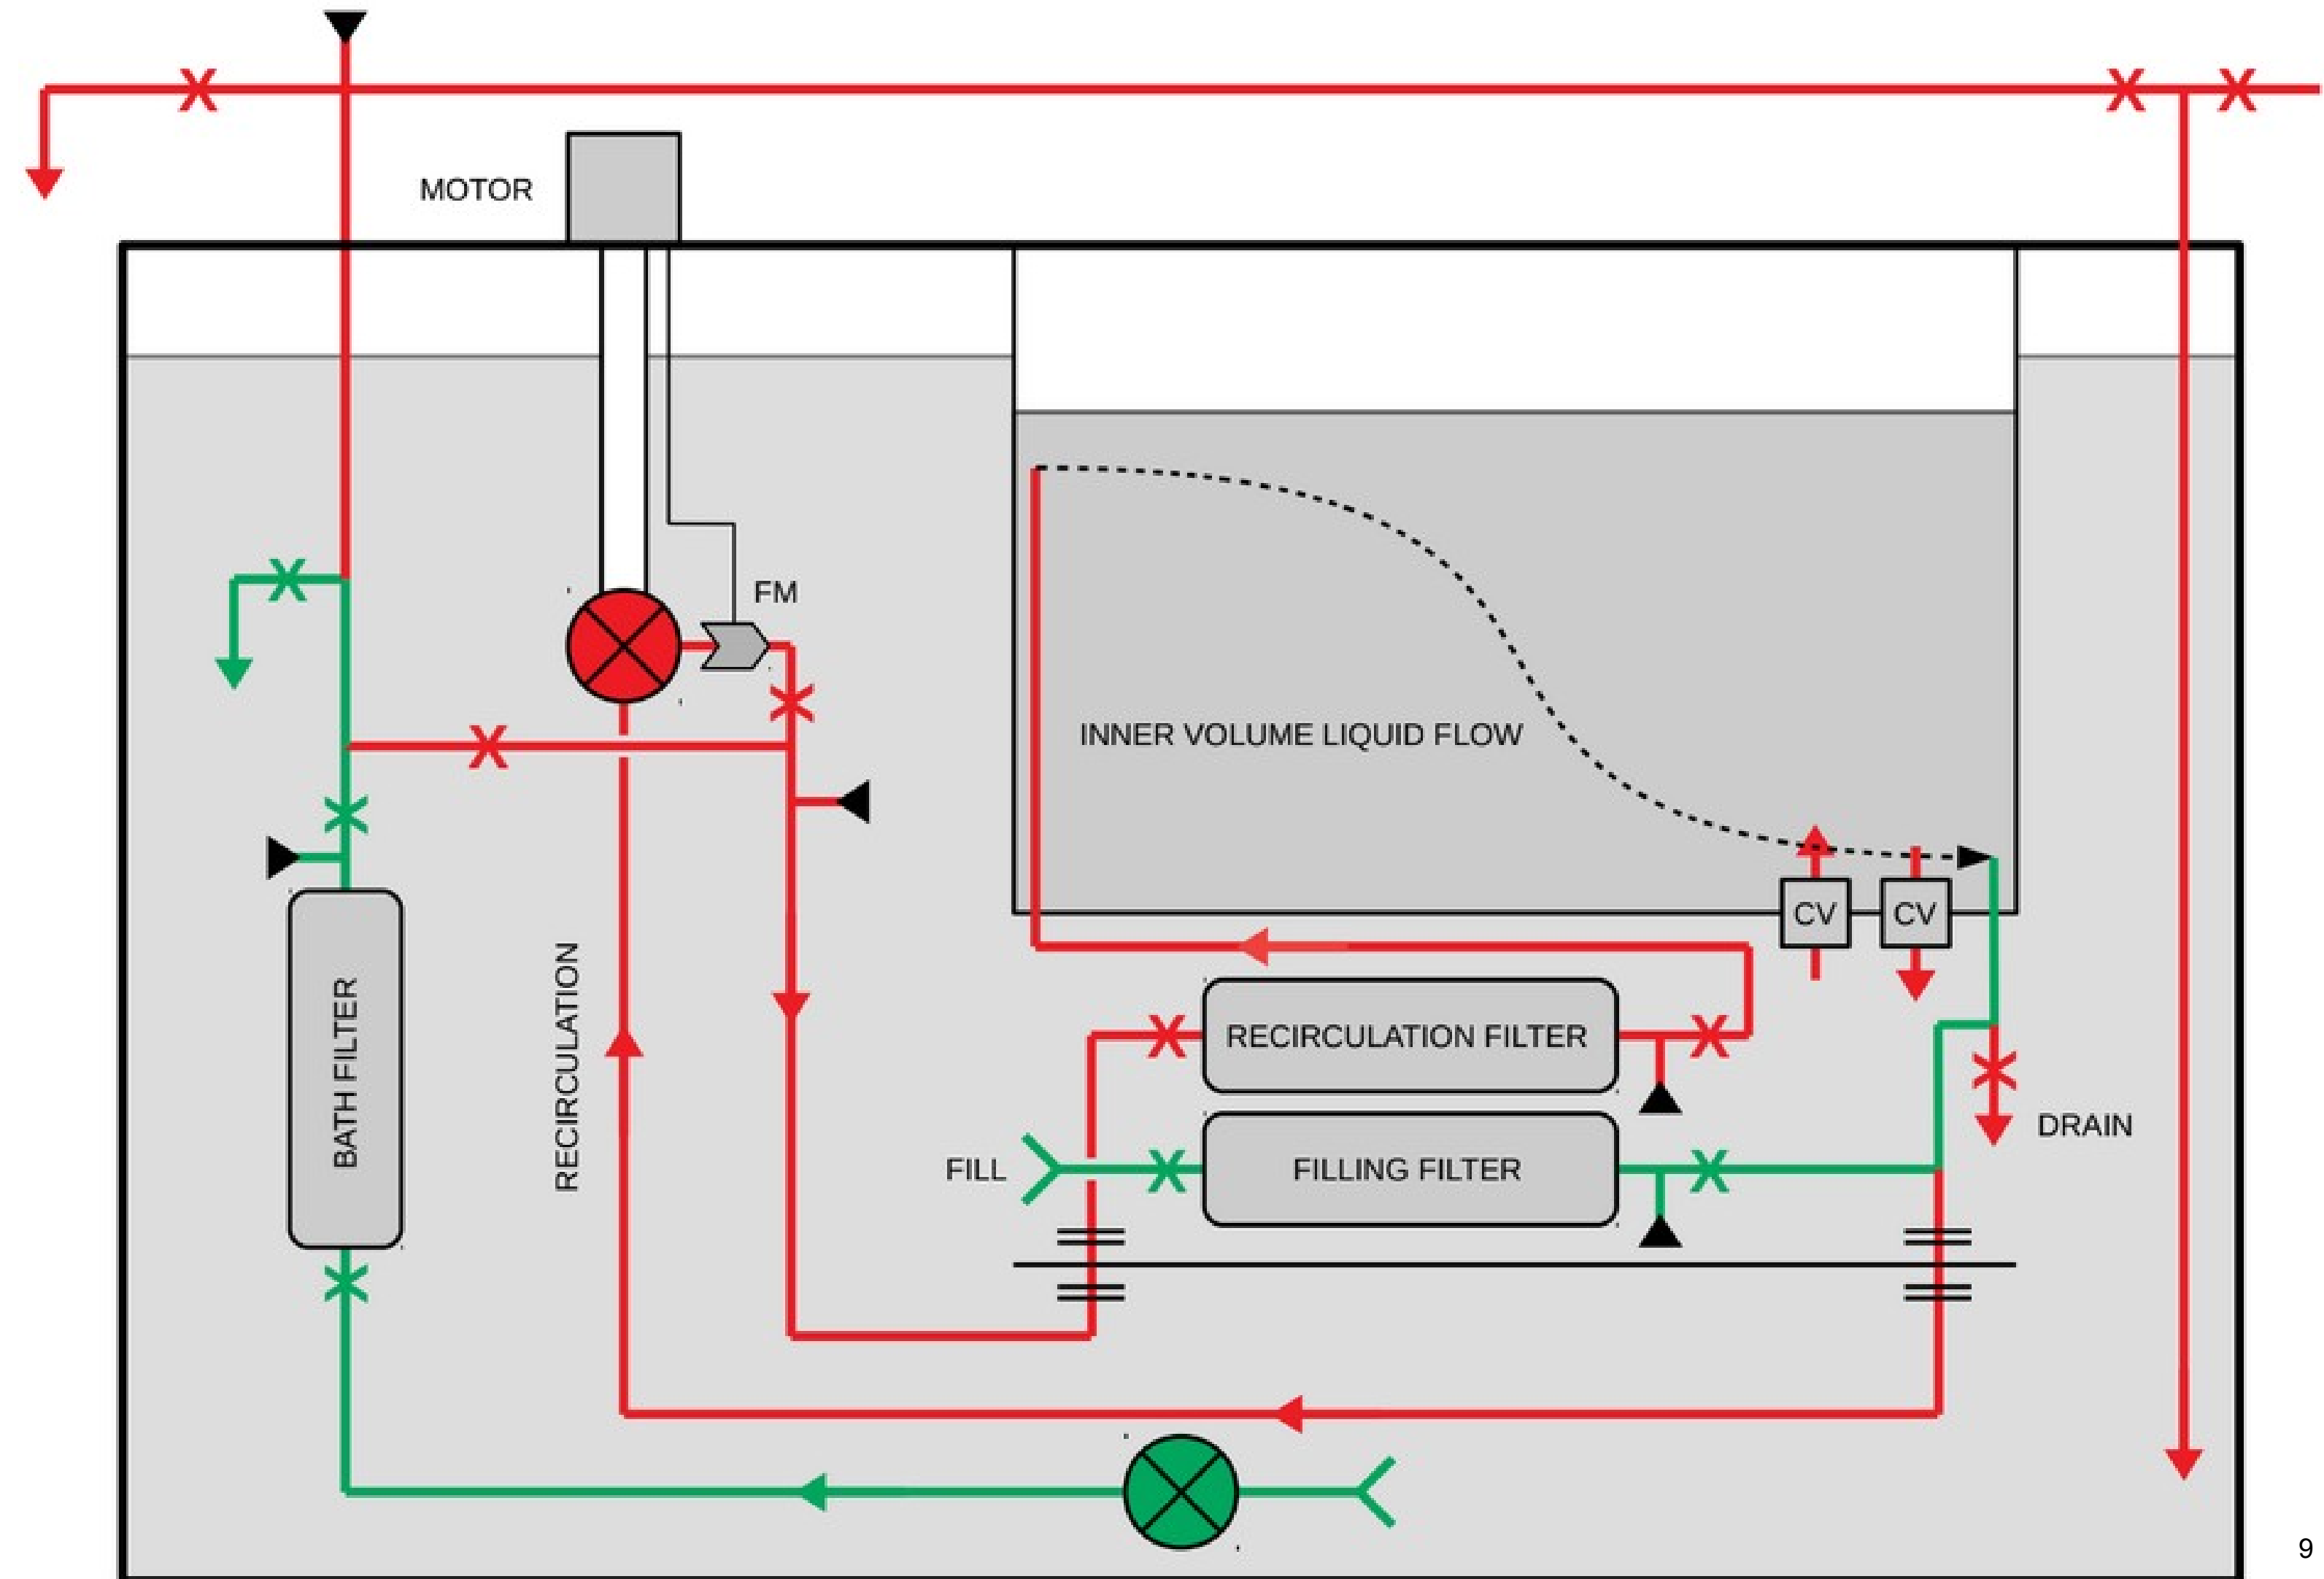 MOTOR
FM
INNER VOLUME LIQUID FLOW
CV
CV
BATH FILTER
RECIRCULATION
RECIRCULATION FILTER
DRAIN
FILL
FILLING FILTER
9